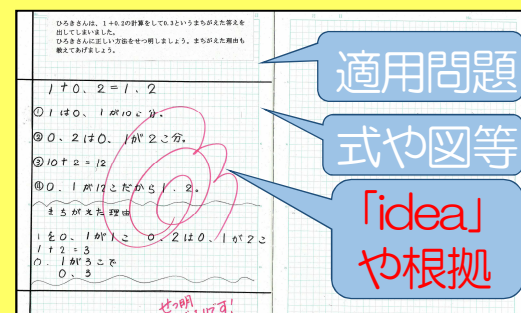 ひろきさんは、1+0.2の計算をして0.3というまちがえた答えを
出してしまいました。
ひろきさんに正しい方法をせつ明しましょう。まちがえた理由も
教えてあげましょう。
1+0、2=1、2
①1は0、1が10こ分。
②0、2は0、1が2こ分。
③10+2=12
④0、1が12こだから1、2。
まちがえた理由
1を0、1が1こ 0、2は0、1が2こ
1+2=3
0、1が3こで
0、3
せつ明
適用問題
式や図等
「idea」
や根拠